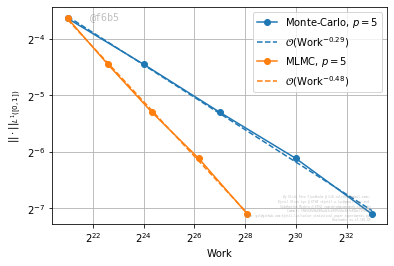 @f6b5
Monte-Carlo, p = 5
𝒪(Work^−0.29)
MLMC, p = 5
𝒪(Work^−0.48)
2^−4
2^−5
2^−6
2^−7
|| · ||_L¹([0,1])
2^22 2^24 2^26 2^28 2^30 2^32
Work